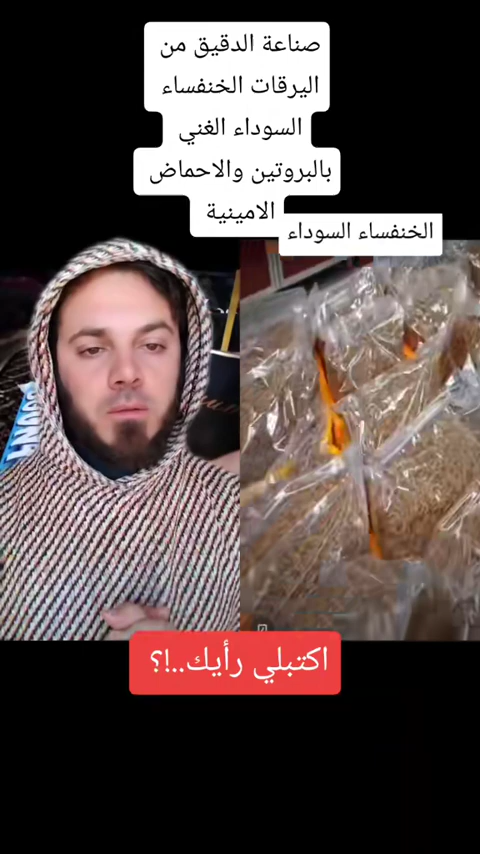 صناعة الدقيق من
اليرقات الخنفساء
السوداء الغني
بالبروتين والاحماض
الامينية
الخنفساء السوداء
اكتبلي رأيك..!؟